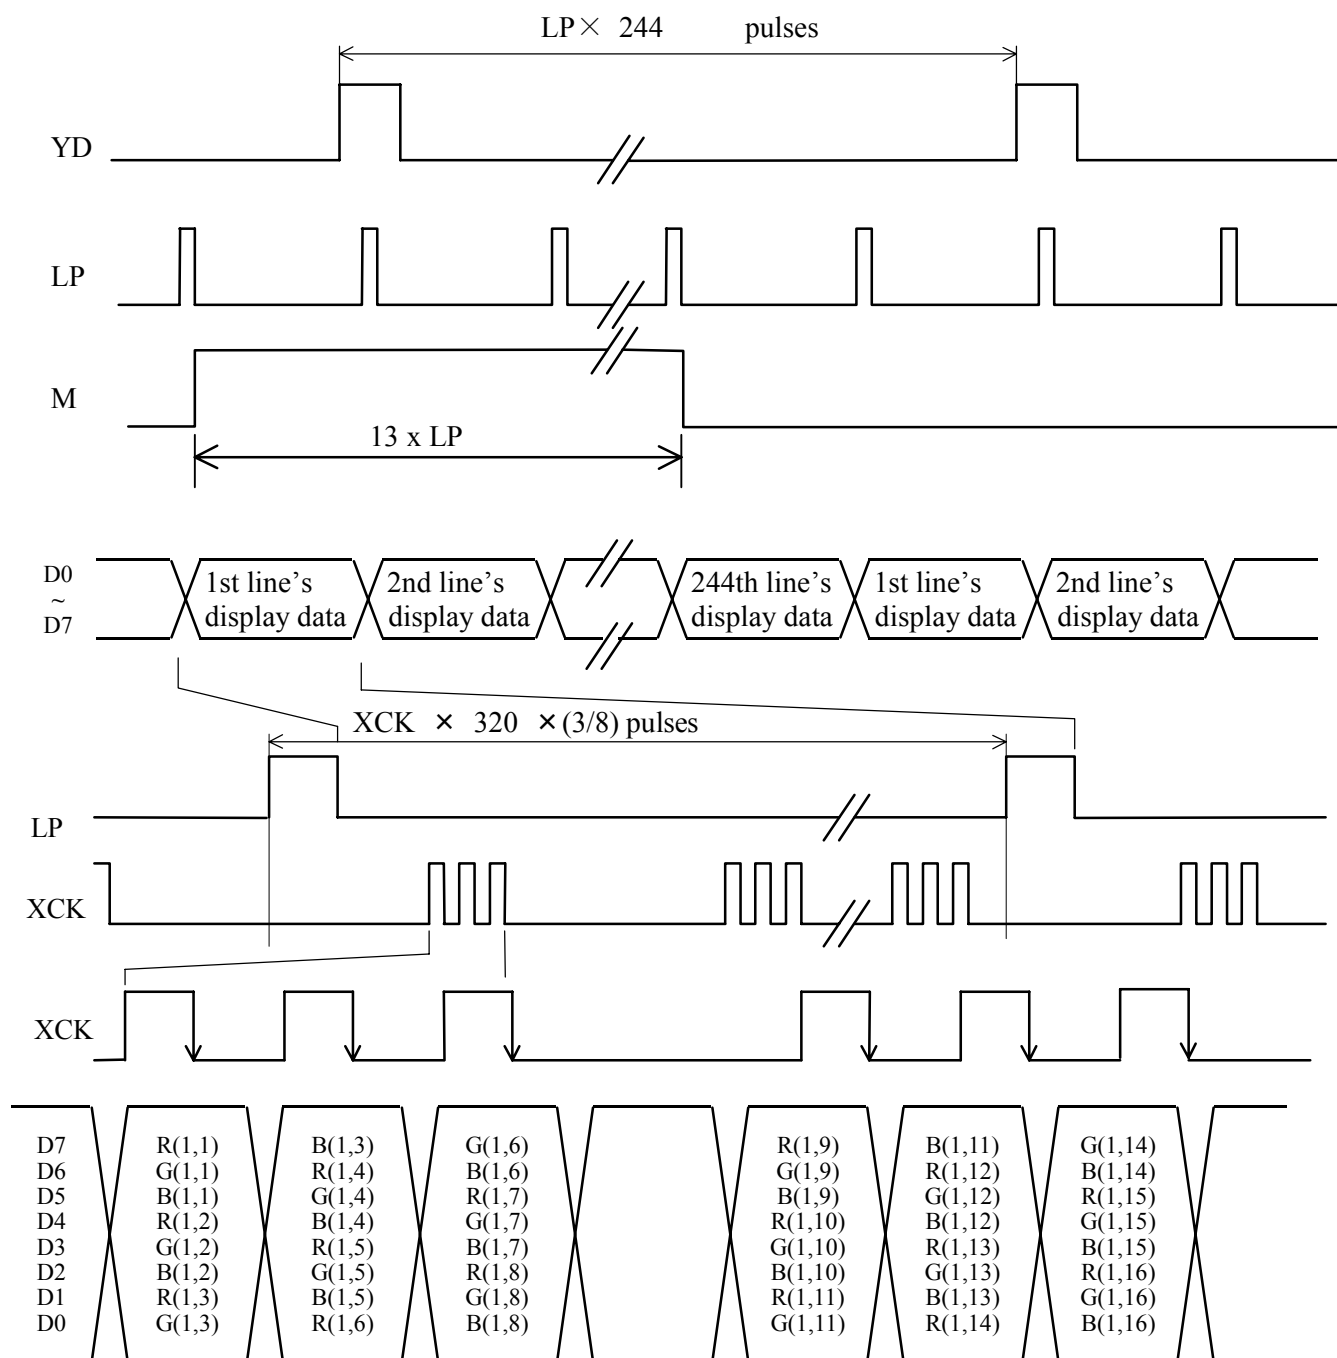 LP× 244 pulses
YD
LP
M
13 x LP
D0
~
D7
1st line's
display data
2nd line's
display data
244th line's
display data
1st line's
display data
2nd line's
display data
XCK × 320 ×(3/8) pulses
LP
XCK
XCK
D7 R(1,1) B(1,3) G(1,6) R(1,9) B(1,11) G(1,14)
D6 G(1,1) R(1,4) B(1,6) G(1,9) R(1,12) B(1,14)
D5 B(1,1) G(1,4) R(1,7) B(1,9) G(1,12) R(1,15)
D4 R(1,2) B(1,4) G(1,7) R(1,10) B(1,12) G(1,15)
D3 G(1,2) R(1,5) B(1,7) G(1,10) R(1,13) B(1,15)
D2 B(1,2) G(1,5) R(1,8) B(1,10) G(1,13) R(1,16)
D1 R(1,3) B(1,5) G(1,8) R(1,11) B(1,13) G(1,16)
D0 G(1,3) R(1,6) B(1,8) G(1,11) R(1,14) B(1,16)